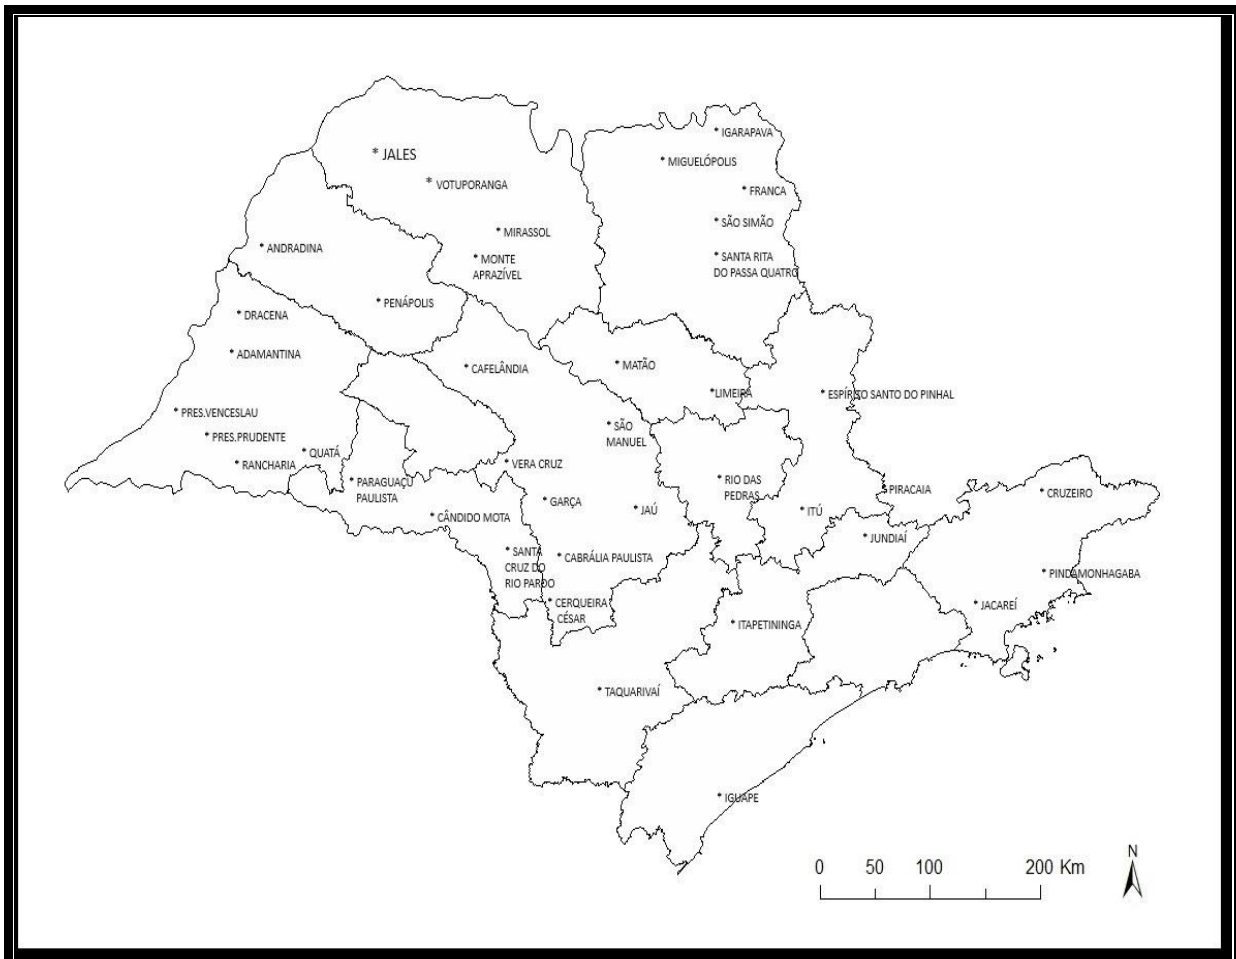 * IGARAPAVA
* JALES
* MIGUELÓPOLIS
* VOTUPORANGA
* FRANCA
* SÃO SIMÃO
* MIRASSOL
* ANDRADINA
* MONTE
APRAZÍVEL
* SANTA RITA
DO PASSA QUATRO
* PENÁPOLIS
* DRACENA
* ADAMANTINA
* CAFELÂNDIA
* MATÃO
*LIMEIRA
* ESPÍRITO SANTO DO PINHAL
* PRES.VENCESLAU
* SÃO
MANUEL
* PRES.PRUDENTE
* QUATÁ
* RANCHARIA
* VERA CRUZ
* PARAGUAÇU
PAULISTA
* RIO DAS
PEDRAS
* PIRACAIA
* CRUZEIRO
* GARÇA
* JAÚ
* ITÚ
* CÂNDIDO MOTA
* JUNDIAÍ
* SANTA
CRUZ DO
RIO PARDO
* CABRÁLIA PAULISTA
* PINDAMONHAGABA
* CERQUEIRA
CÉSAR
* JACAREÍ
* ITAPETININGA
* TAQUARIVAÍ
* IGUAPE
N
0 50 100 200 Km